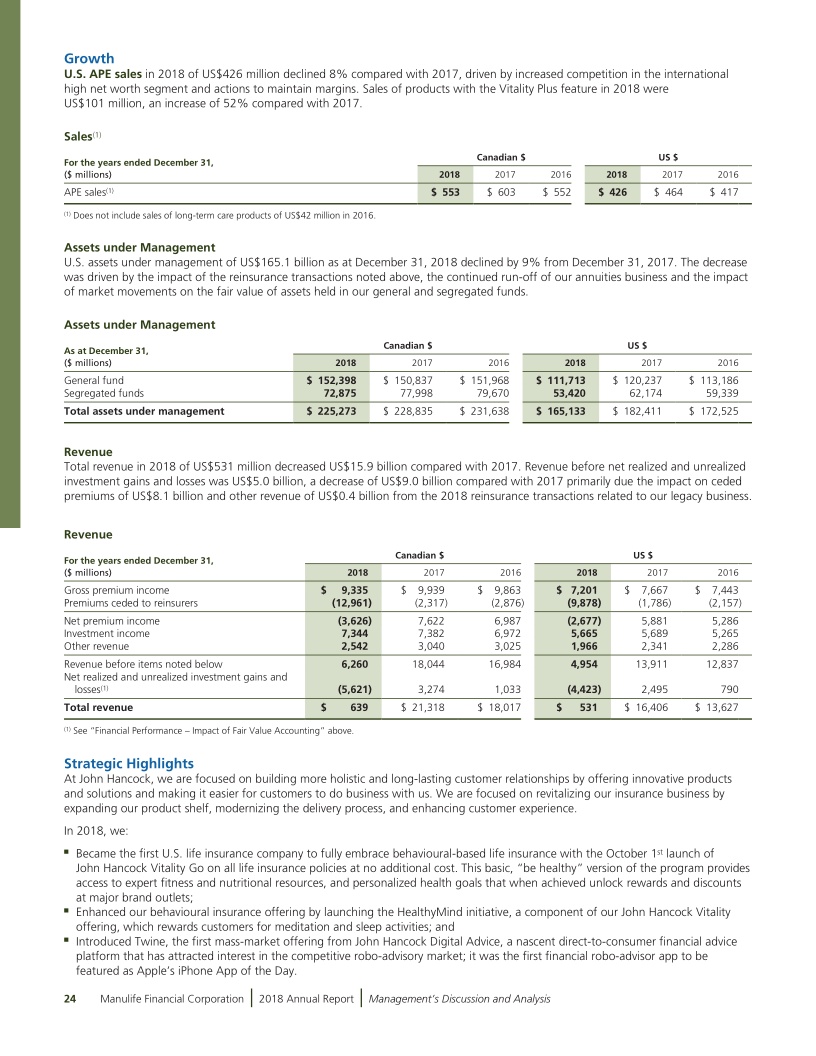 Growth
U.S. APE sales in 2018 of US$426 million declined 8% compared with 2017, driven by increased competition in the international
high net worth segment and actions to maintain margins. Sales of products with the Vitality Plus feature in 2018 were
US$101 million, an increase of 52% compared with 2017.
Sales(1)
Canadian $ US $
For the years ended December 31,
($ millions) 2018 2017 2016 2018 2017 2016
APE sales(1) $ 553 $ 603 $ 552 $ 426 $ 464 $ 417
(1) Does not include sales of long-term care products of US$42 million in 2016.
Assets under Management
U.S. assets under management of US$165.1 billion as at December 31, 2018 declined by 9% from December 31, 2017. The decrease
was driven by the impact of the reinsurance transactions noted above, the continued run-off of our annuities business and the impact
of market movements on the fair value of assets held in our general and segregated funds.
Assets under Management
Canadian $ US $
As at December 31,
($ millions) 2018 2017 2016 2018 2017 2016
General fund $ 152,398 $ 150,837 $ 151,968 $ 111,713 $ 120,237 $ 113,186
Segregated funds 72,875 77,998 79,670 53,420 62,174 59,339
Total assets under management $ 225,273 $ 228,835 $ 231,638 $ 165,133 $ 182,411 $ 172,525
Revenue
Total revenue in 2018 of US$531 million decreased US$15.9 billion compared with 2017. Revenue before net realized and unrealized
investment gains and losses was US$5.0 billion, a decrease of US$9.0 billion compared with 2017 primarily due the impact on ceded
premiums of US$8.1 billion and other revenue of US$0.4 billion from the 2018 reinsurance transactions related to our legacy business.
Revenue
Canadian $ US $
For the years ended December 31,
($ millions) 2018 2017 2016 2018 2017 2016
Gross premium income $ 9,335 $ 9,939 $ 9,863 $ 7,201 $ 7,667 $ 7,443
Premiums ceded to reinsurers (12,961) (2,317) (2,876) (9,878) (1,786) (2,157)
Net premium income (3,626) 7,622 6,987 (2,677) 5,881 5,286
Investment income 7,344 7,382 6,972 5,665 5,689 5,265
Other revenue 2,542 3,040 3,025 1,966 2,341 2,286
Revenue before items noted below 6,260 18,044 16,984 4,954 13,911 12,837
Net realized and unrealized investment gains and
losses(1) (5,621) 3,274 1,033 (4,423) 2,495 790
Total revenue $ 639 $ 21,318 $ 18,017 $ 531 $ 16,406 $ 13,627
(1) See “Financial Performance – Impact of Fair Value Accounting” above.
Strategic Highlights
At John Hancock, we are focused on building more holistic and long-lasting customer relationships by offering innovative products
and solutions and making it easier for customers to do business with us. We are focused on revitalizing our insurance business by
expanding our product shelf, modernizing the delivery process, and enhancing customer experience.
In 2018, we:
▪ Became the first U.S. life insurance company to fully embrace behavioural-based life insurance with the October 1st launch of
John Hancock Vitality Go on all life insurance policies at no additional cost. This basic, “be healthy” version of the program provides
access to expert fitness and nutritional resources, and personalized health goals that when achieved unlock rewards and discounts
at major brand outlets;
▪ Enhanced our behavioural insurance offering by launching the HealthyMind initiative, a component of our John Hancock Vitality
offering, which rewards customers for meditation and sleep activities; and
▪ Introduced Twine, the first mass-market offering from John Hancock Digital Advice, a nascent direct-to-consumer financial advice
platform that has attracted interest in the competitive robo-advisory market; it was the first financial robo-advisor app to be
featured as Apple’s iPhone App of the Day.
24 Manulife Financial Corporation | 2018 Annual Report | Management’s Discussion and Analysis